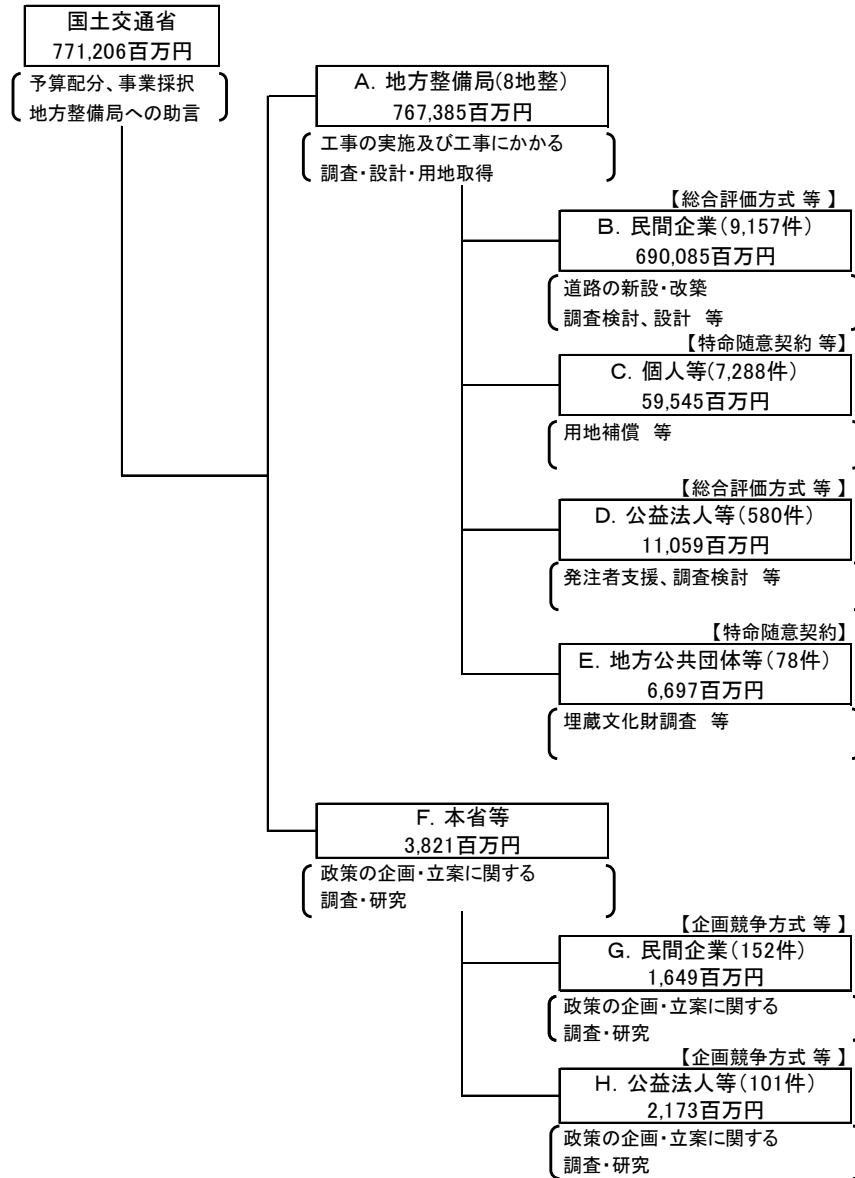 国土交通省
771,206百万円
予算配分、事業採択
地方整備局への助言
A. 地方整備局(8地整)
767,385百万円
工事の実施及び工事にかかる
調査・設計・用地取得
【総合評価方式 等 】
B. 民間企業(9,157件)
690,085百万円
道路の新設・改築
調査検討、設計 等
【特命随意契約 等】
C. 個人等(7,288件)
59,545百万円
用地補償 等
【総合評価方式 等 】
D. 公益法人等(580件)
11,059百万円
発注者支援、調査検討 等
【特命随意契約】
E. 地方公共団体等(78件)
6,697百万円
埋蔵文化財調査 等
F. 本省等
3,821百万円
政策の企画・立案に関する
調査・研究
【企画競争方式 等 】
G. 民間企業(152件)
1,649百万円
政策の企画・立案に関する
調査・研究
【企画競争方式 等 】
H. 公益法人等(101件)
2,173百万円
政策の企画・立案に関する
調査・研究